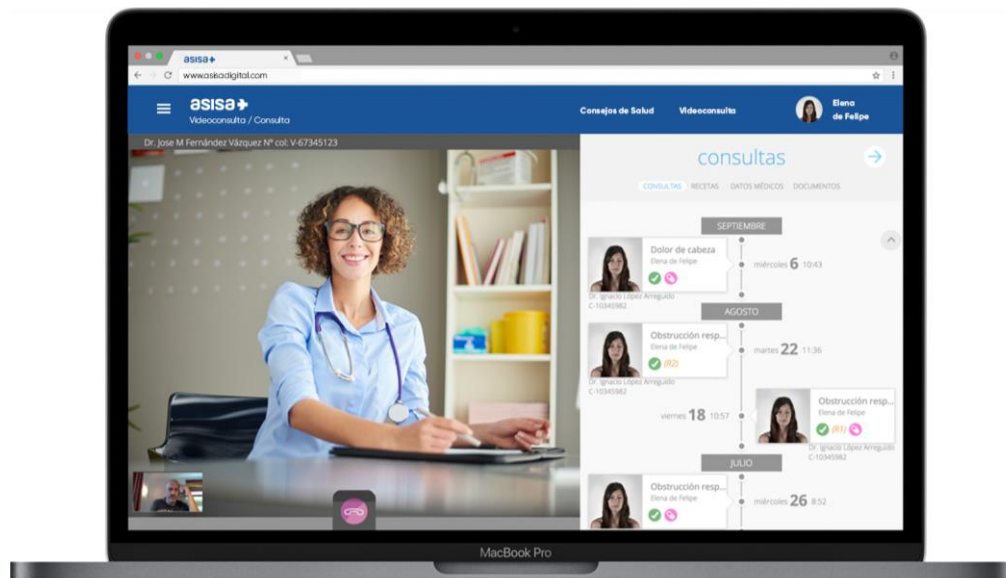 asısa+
www.asisadigital.com
asısa+
Videoconsulta / Consulta
Consejos de Salud
Videoconsulta
Elena
de Felipe
Dr. Jose M Fernández Vázquez Nº col: V-67345123
consultas
CONSULTAS RECETAS DATOS MÉDICOS DOCUMENTOS
SEPTIEMBRE
Dolor de cabeza
Elena de Felipe
miércoles 6 10:43
Dr. Ignacio López Arreguido
C-10345982
AGOSTO
Obstrucción resp...
Elena de Felipe
(R2)
martes 22 11:36
Dr. Ignacio López Arreguido
C-10345982
viernes 18 10:57
Obstrucción resp...
Elena de Felipe
(R1)
Dr. Ignacio López Arreguido
C-10345982
JULIO
Obstrucción resp...
Elena de Felipe
miércoles 26 8:52
MacBook Pro